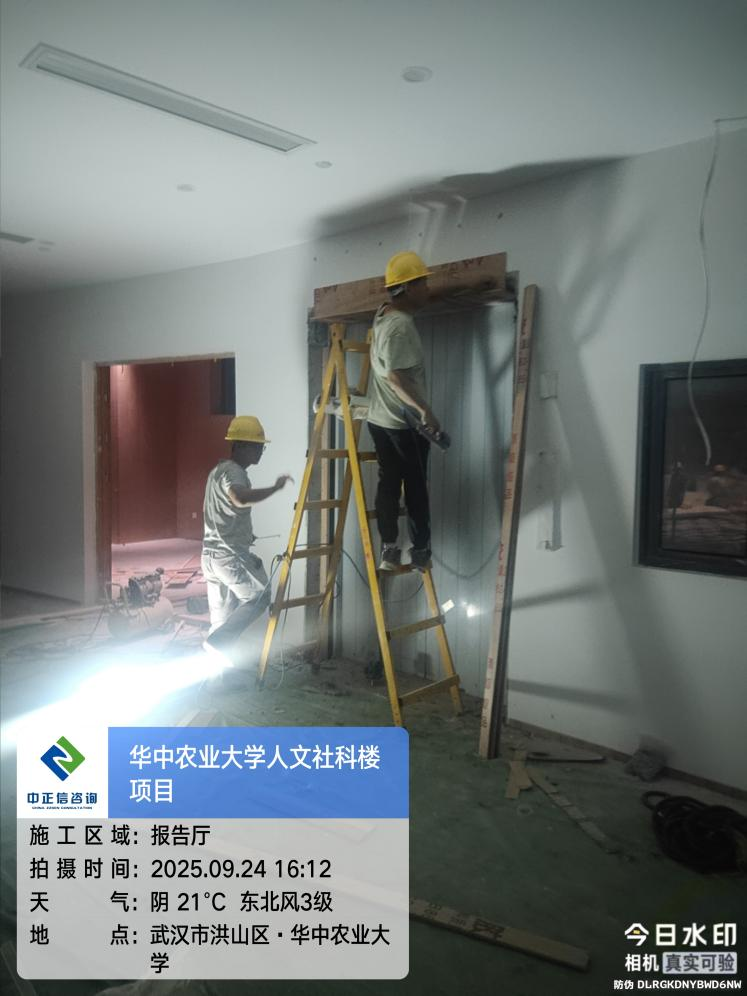 华中农业大学人文社科楼
项目
中正信咨询
施工区域：报告厅
拍摄时间：2025.09.24 16:12
天气：阴 21℃ 东北风3级
地点：武汉市洪山区·华中农业大
学
今日水印
相机 真实可验
防伪 DLRGKDNYBWD6NW